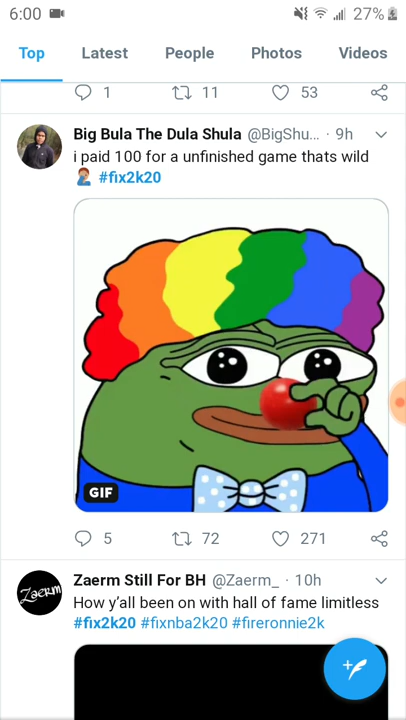 6:00 27%
Top Latest People Photos Videos
1 11 53
Big Bula The Dula Shula @BigShu... · 9h
i paid 100 for a unfinished game thats wild
🤦🏽‍♂️ #fix2k20
GIF
5 72 271
Zaerm Still For BH @Zaerm_ · 10h
Zaerm
How y'all been on with hall of fame limitless
#fix2k20 #fixnba2k20 #fireronnie2k